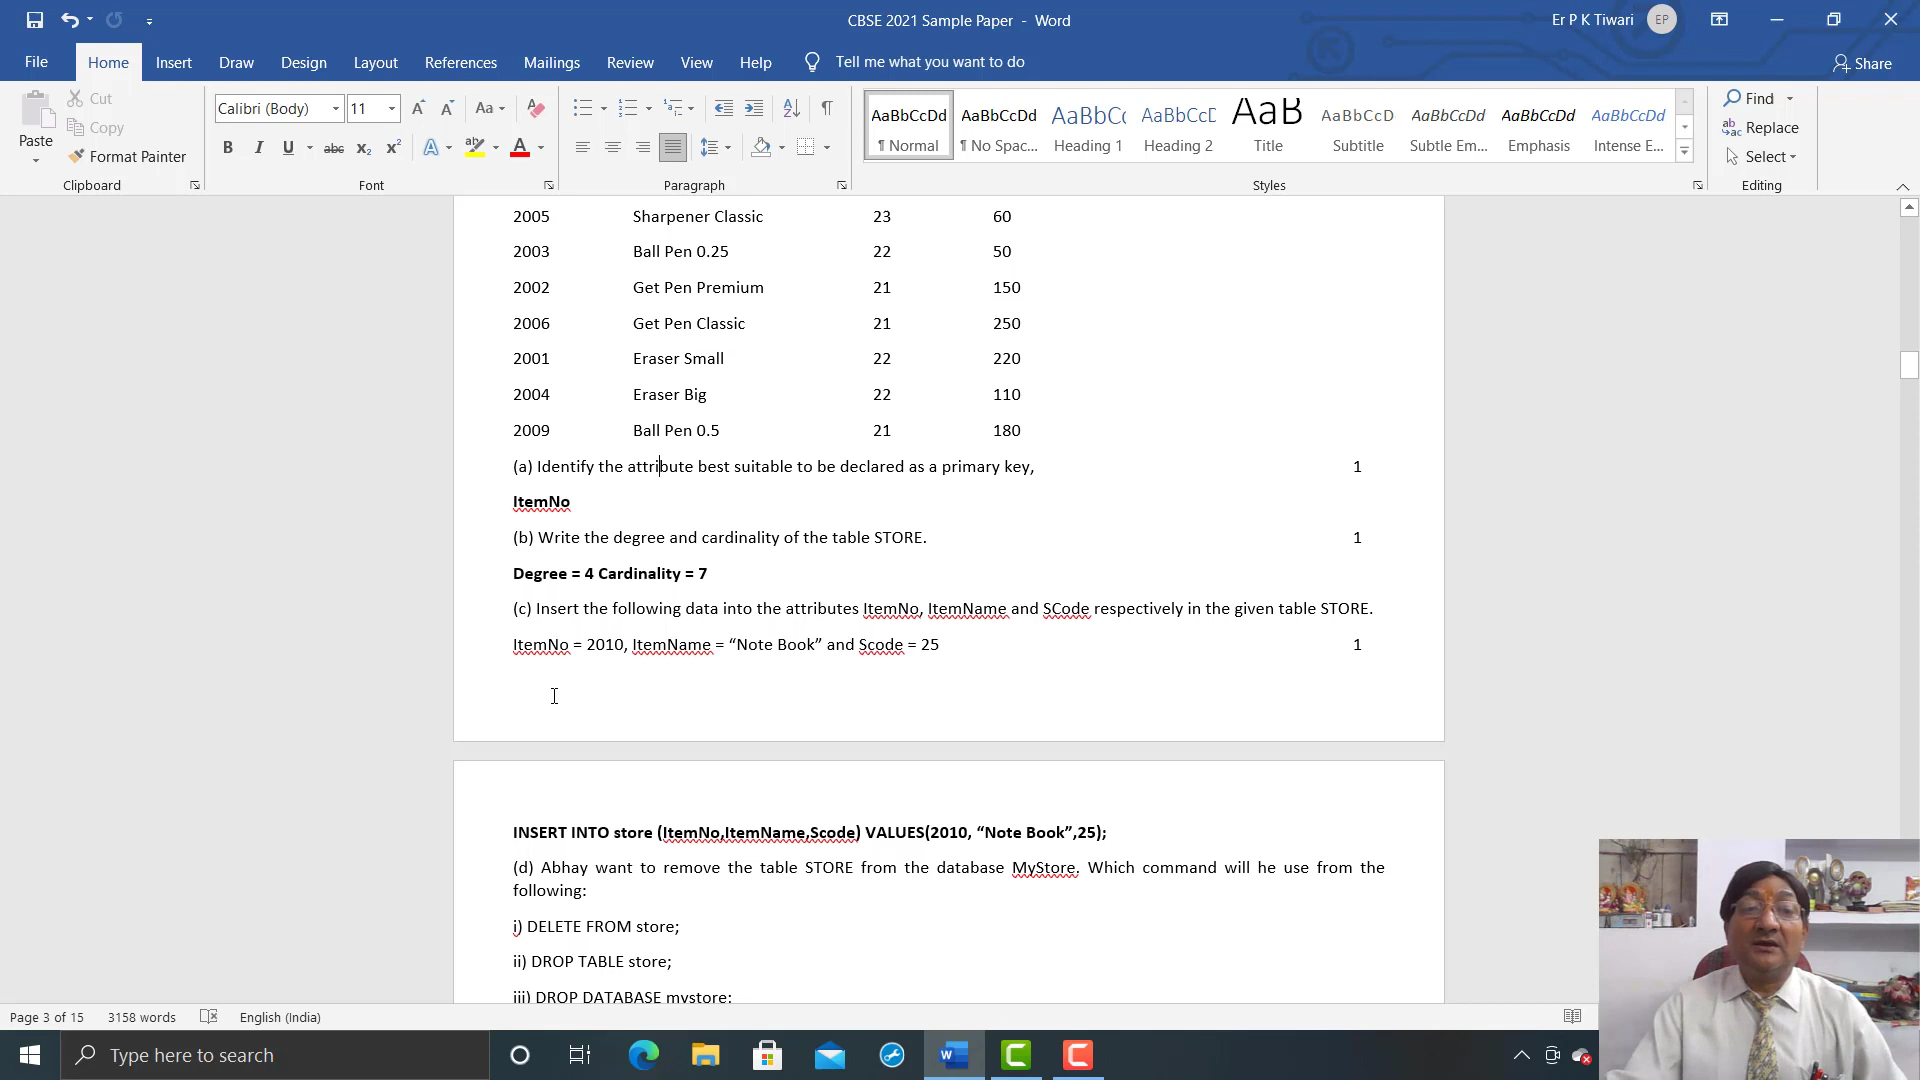 CBSE 2021 Sample Paper - Word
Er P K Tiwari
EP
File
Home
Insert
Draw
Design
Layout
References
Mailings
Review
View
Help
Tell me what you want to do
Share
Paste
Cut
Copy
Format Painter
Clipboard
Calibri (Body)
11
Font
Paragraph
AaBbCcDd
¶ Normal
AaBbCcDd
¶ No Spac...
AaBbCc
Heading 1
AaBbCcD
Heading 2
AaB
Title
AaBbCcD
Subtitle
AaBbCcDd
Subtle Em...
AaBbCcDd
Emphasis
AaBbCcDd
Intense E...
Styles
Find
Replace
Select
Editing
2005 Sharpener Classic 23 60
2003 Ball Pen 0.25 22 50
2002 Get Pen Premium 21 150
2006 Get Pen Classic 21 250
2001 Eraser Small 22 220
2004 Eraser Big 22 110
2009 Ball Pen 0.5 21 180
(a) Identify the attribute best suitable to be declared as a primary key, 1
ItemNo
(b) Write the degree and cardinality of the table STORE. 1
Degree = 4 Cardinality = 7
(c) Insert the following data into the attributes ItemNo, ItemName and SCode respectively in the given table STORE.
ItemNo = 2010, ItemName = “Note Book” and Scode = 25 1
INSERT INTO store (ItemNo,ItemName,Scode) VALUES(2010, “Note Book”,25);
(d) Abhay want to remove the table STORE from the database MyStore. Which command will he use from the
following:
i) DELETE FROM store;
ii) DROP TABLE store;
iii) DROP DATABASE mystore;
Page 3 of 15
3158 words
English (India)
Type here to search